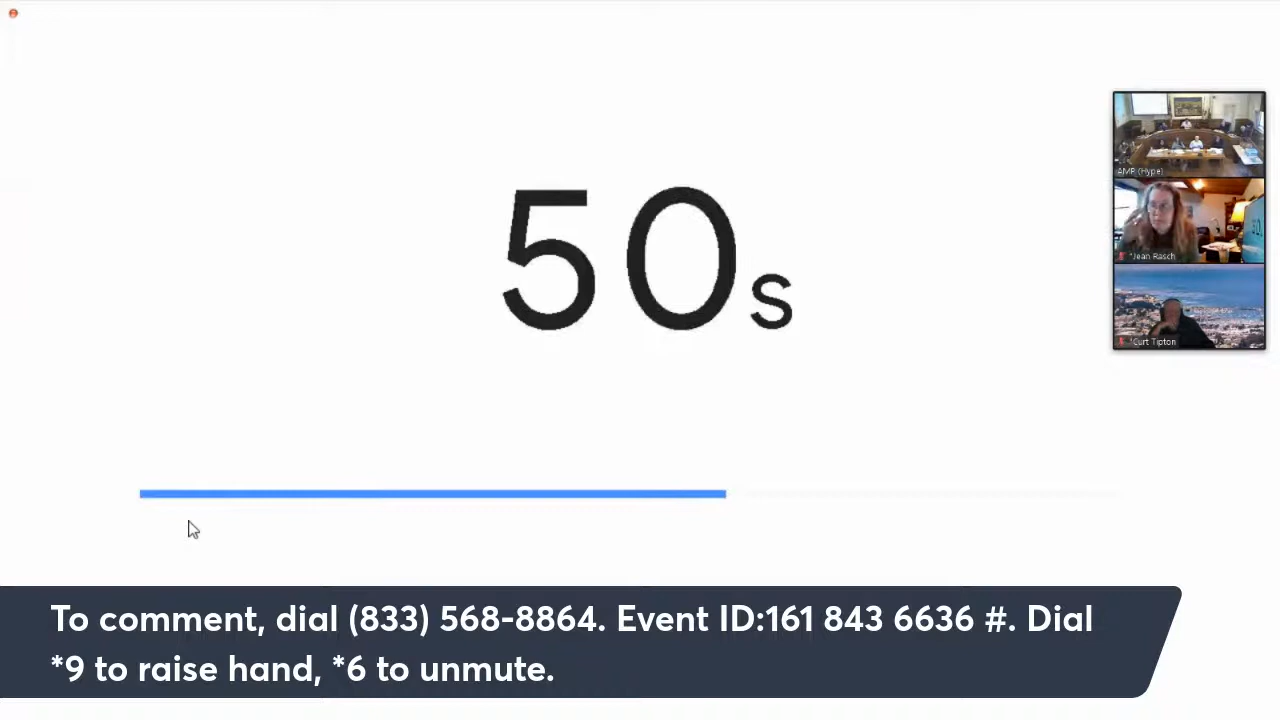 50s
AMP (Hype)
*Jean Rasch
*Curt Tipton
To comment, dial (833) 568-8864. Event ID:161 843 6636 #. Dial
*9 to raise hand, *6 to unmute.